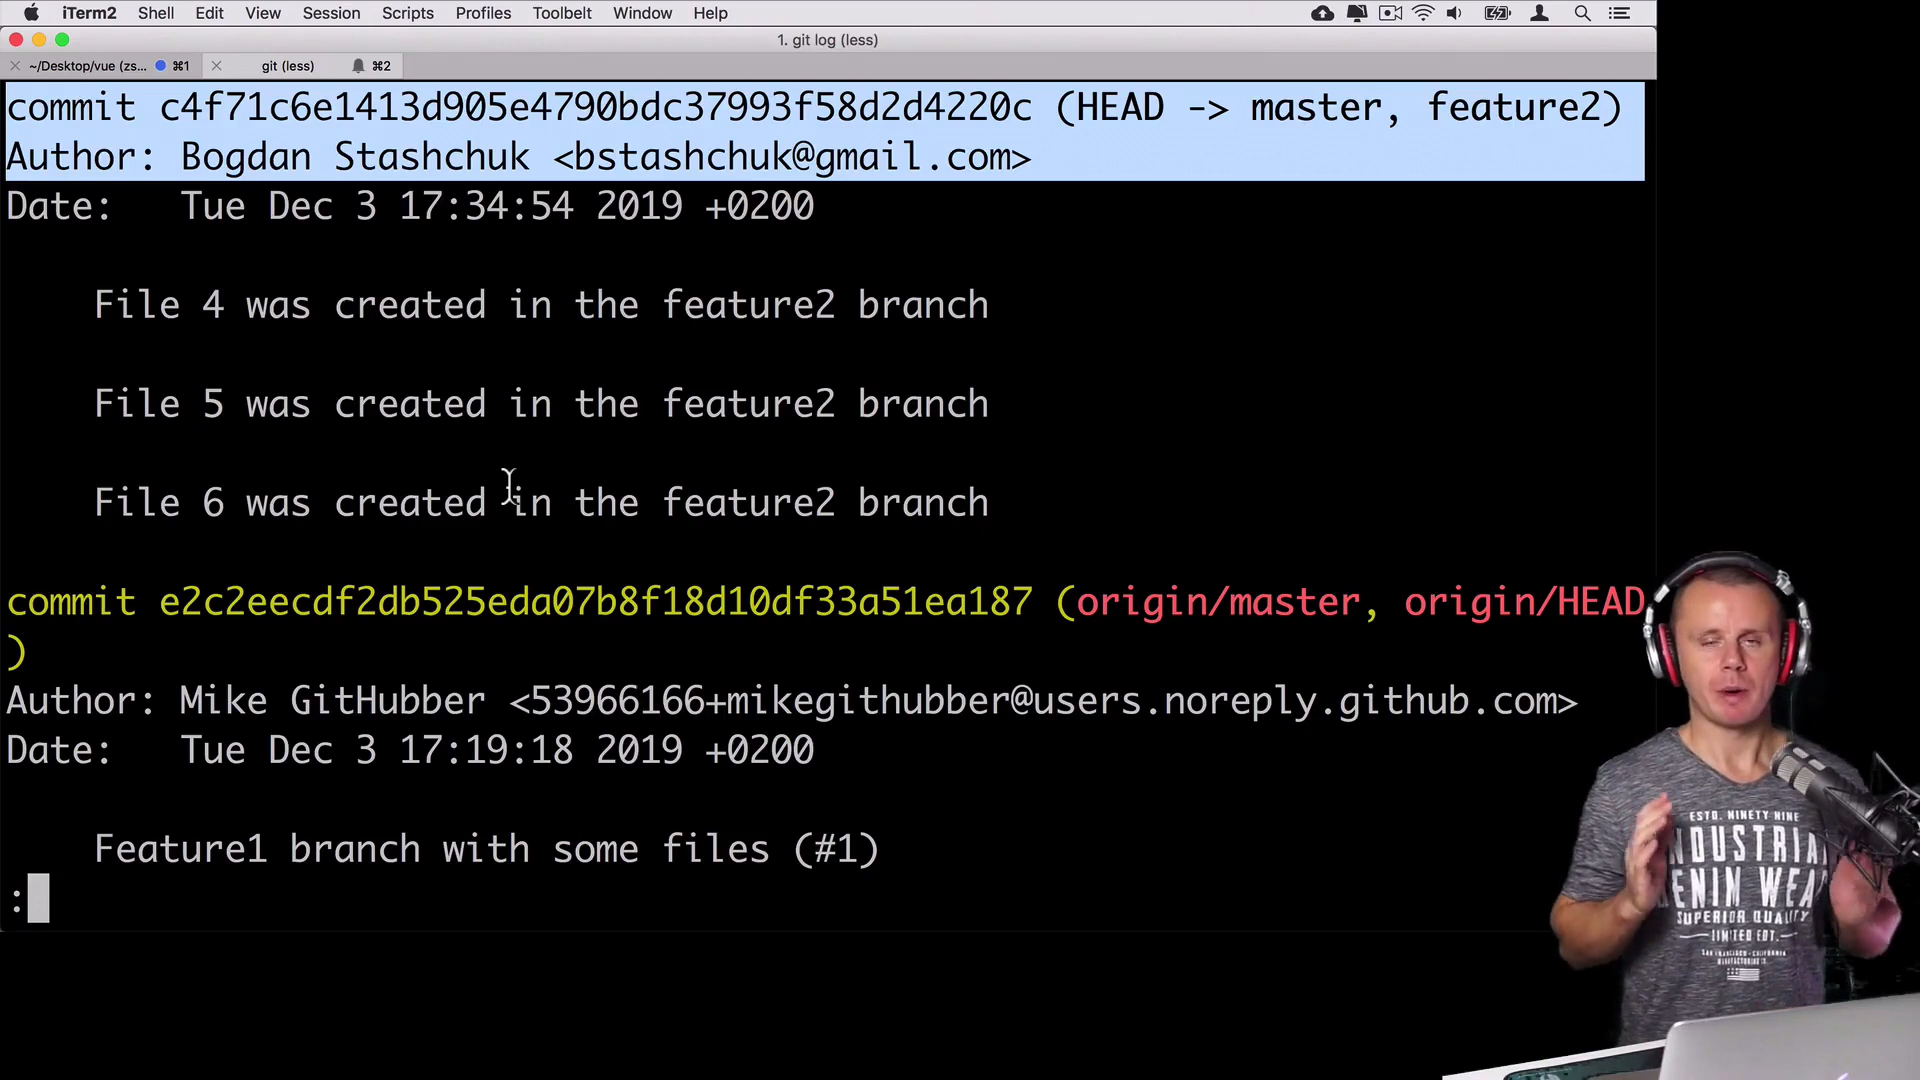 iTerm2 Shell Edit View Session Scripts Profiles Toolbelt Window Help
1. git log (less)
~/Desktop/vue (zs... ⌘1 git (less) ⌘2
commit c4f71c6e1413d905e4790bdc37993f58d2d4220c (HEAD -> master, feature2)
Author: Bogdan Stashchuk <bstashchuk@gmail.com>
Date:   Tue Dec 3 17:34:54 2019 +0200
File 4 was created in the feature2 branch
File 5 was created in the feature2 branch
File 6 was created in the feature2 branch
commit e2c2eecdf2db525eda07b8f18d10df33a51ea187 (origin/master, origin/HEAD
)
Author: Mike GitHubber <53966166+mikegithubber@users.noreply.github.com>
Date:   Tue Dec 3 17:19:18 2019 +0200
Feature1 branch with some files (#1)
:
ESTD. NINETY NINE
INDUSTRIAL
DENIM WEA
SUPERIOR QUALITY
LIMITED EDT.